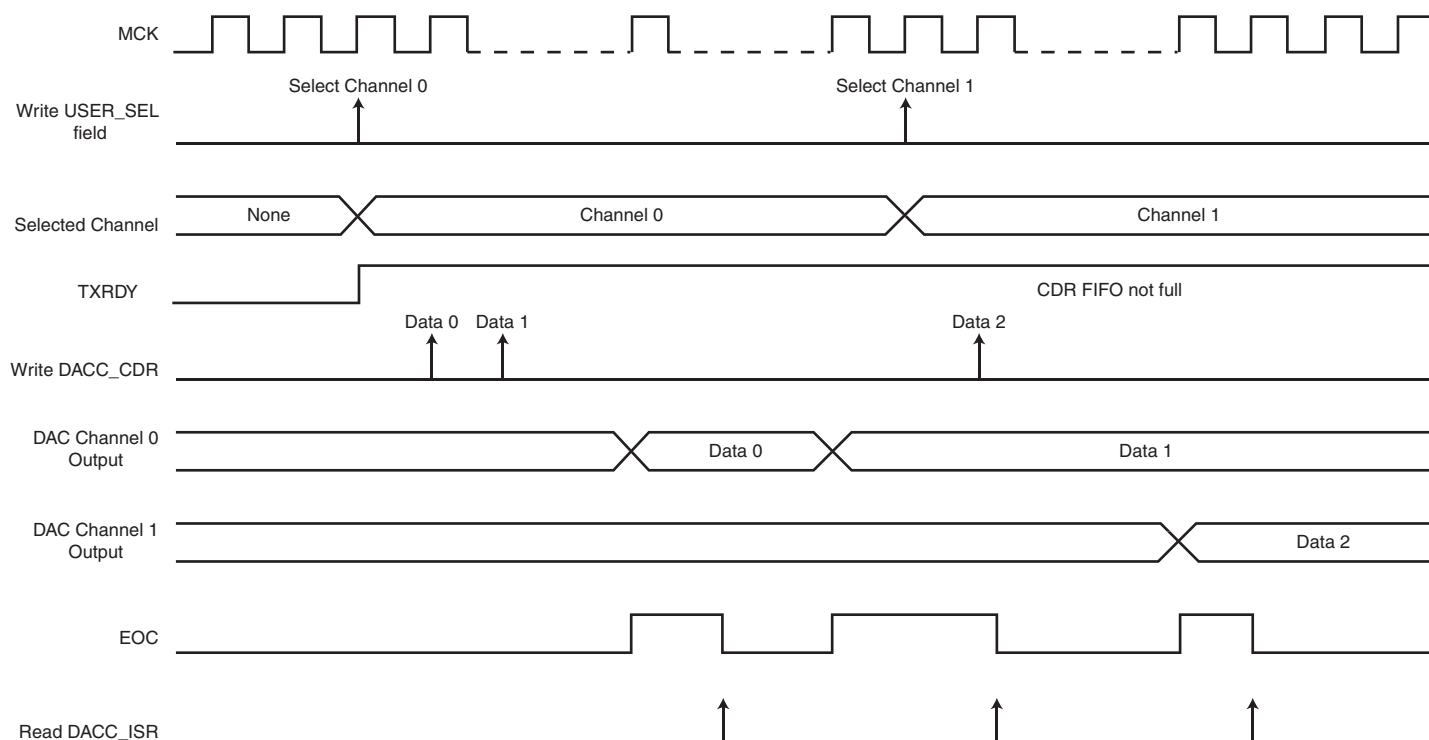 MCK
Select Channel 0
Select Channel 1
Write USER_SEL
field
Selected Channel
None
Channel 0
Channel 1
TXRDY
CDR FIFO not full
Data 0
Data 1
Data 2
Write DACC_CDR
DAC Channel 0
Output
Data 0
Data 1
DAC Channel 1
Output
Data 2
EOC
Read DACC_ISR